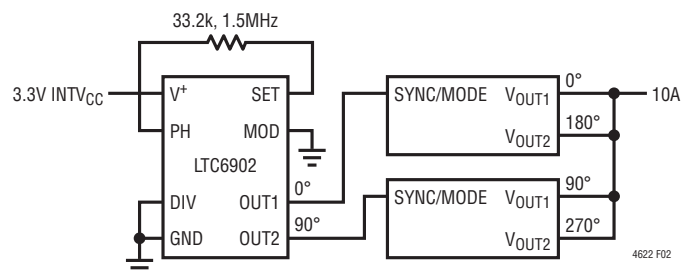 33.2k, 1.5MHz
3.3V INTVCC
V+
SET
PH
MOD
LTC6902
DIV
OUT1
GND
OUT2
0°
90°
SYNC/MODE
VOUT1
0°
VOUT2
180°
10A
SYNC/MODE
VOUT1
90°
VOUT2
270°
4622 F02